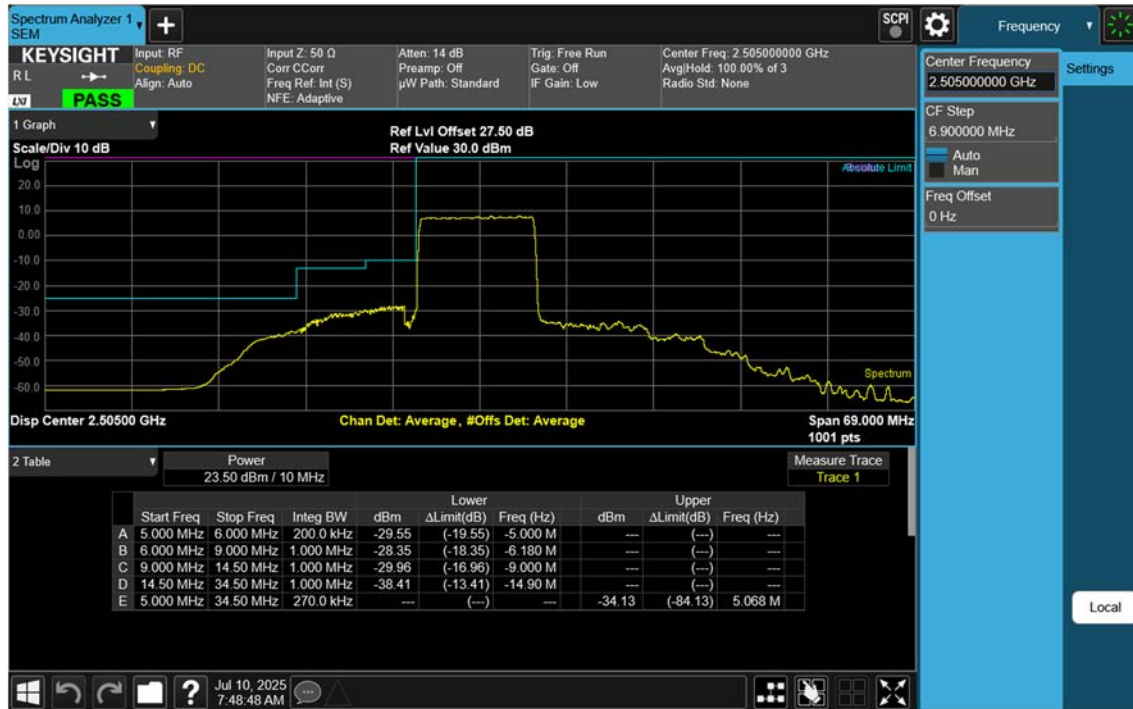 Spectrum Analyzer 1
SEM
SCPI
Frequency
KEYSIGHT
R L
LXI
PASS
Input: RF
Coupling: DC
Align: Auto
Input Z: 50 Ω
Corr CCorr
Freq Ref: Int (S)
NFE: Adaptive
Atten: 14 dB
Preamp: Off
µW Path: Standard
Trig: Free Run
Gate: Off
IF Gain: Low
Center Freq: 2.505000000 GHz
Avg|Hold: 100.00% of 3
Radio Std: None
Center Frequency
2.505000000 GHz
Settings
CF Step
6.900000 MHz
Auto
Man
Freq Offset
0 Hz
Local
1 Graph
Scale/Div 10 dB
Ref Lvl Offset 27.50 dB
Ref Value 30.0 dBm
Log
Absolute Limit
20.0
10.0
0.00
-10.0
-20.0
-30.0
-40.0
-50.0
-60.0
Spectrum
Disp Center 2.50500 GHz
Chan Det: Average, #Offs Det: Average
Span 69.000 MHz
1001 pts
2 Table
Power
23.50 dBm / 10 MHz
Measure Trace
Trace 1
Lower Upper
Start Freq Stop Freq Integ BW dBm ΔLimit(dB) Freq (Hz) dBm ΔLimit(dB) Freq (Hz)
A 5.000 MHz 6.000 MHz 200.0 kHz -29.55 (-19.55) -5.000 M --- (---) ---
B 6.000 MHz 9.000 MHz 1.000 MHz -28.35 (-18.35) -6.180 M --- (---) ---
C 9.000 MHz 14.50 MHz 1.000 MHz -29.96 (-16.96) -9.000 M --- (---) ---
D 14.50 MHz 34.50 MHz 1.000 MHz -38.41 (-13.41) -14.90 M --- (---) ---
E 5.000 MHz 34.50 MHz 270.0 kHz --- (---) --- -34.13 (-84.13) 5.068 M
?
Jul 10, 2025
7:48:48 AM